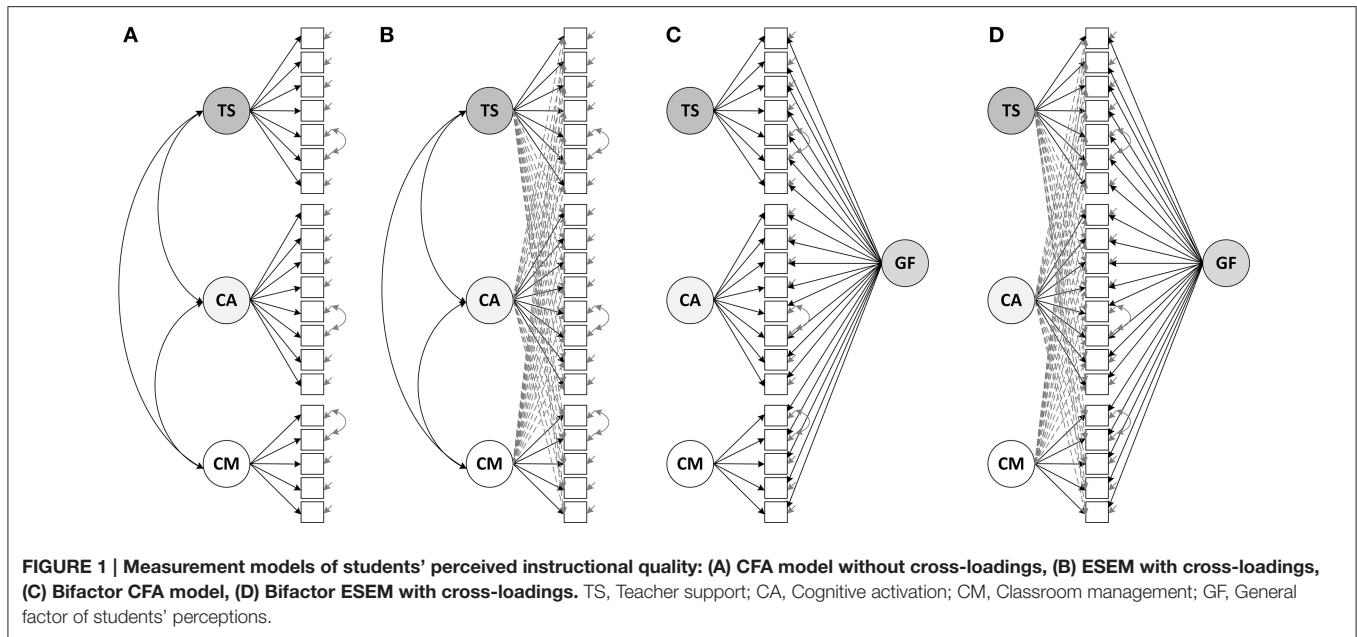 A B C D
TS TS TS TS
CA CA GF CA GF
CA
CM CM CM CM
FIGURE 1 | Measurement models of students' perceived instructional quality: (A) CFA model without cross-loadings, (B) ESEM with cross-loadings,
(C) Bifactor CFA model, (D) Bifactor ESEM with cross-loadings. TS, Teacher support; CA, Cognitive activation; CM, Classroom management; GF, General
factor of students' perceptions.